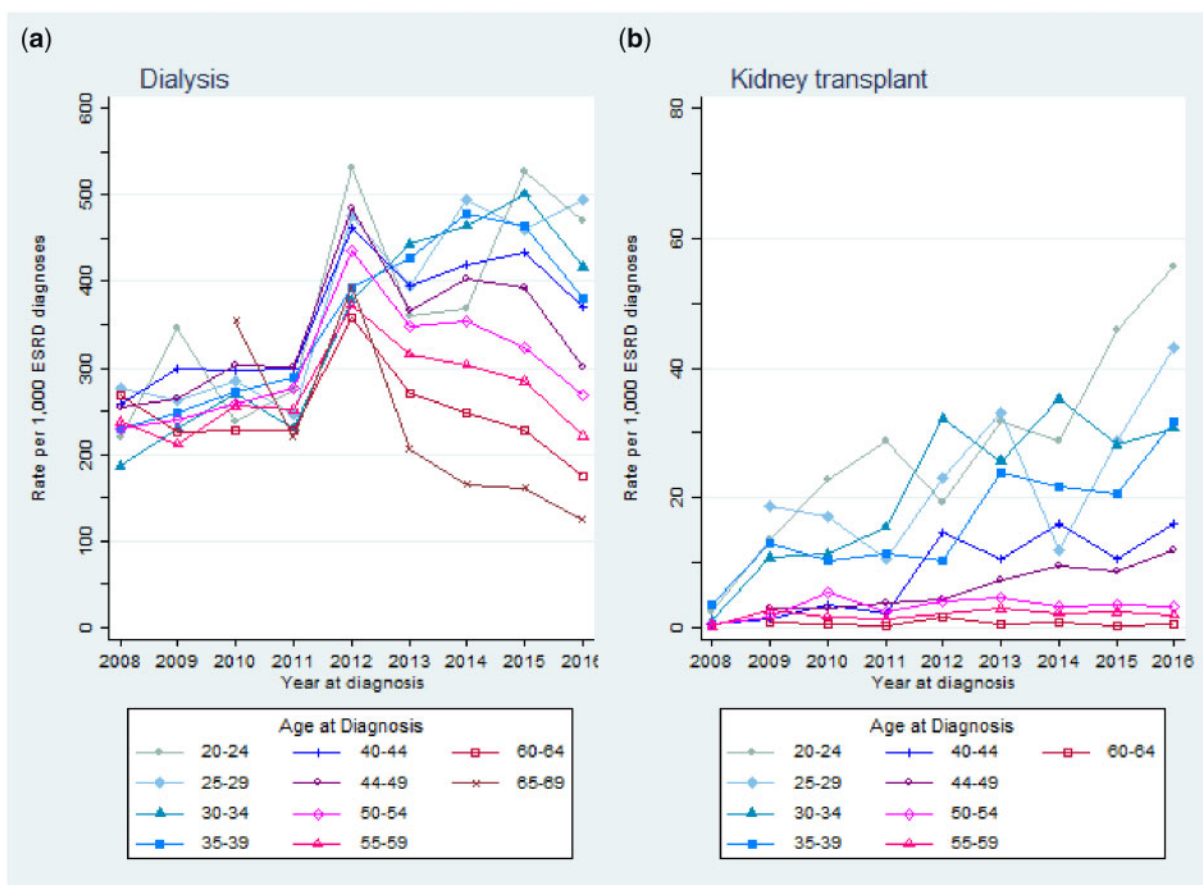 (a)
Dialysis
600
500
400
300
200
100
0
Rate per 1,000 ESRD diagnoses
2008 2009 2010 2011 2012 2013 2014 2015 2016
Year at diagnosis
Age at Diagnosis
20-24 40-44 60-64
25-29 44-49 65-69
30-34 50-54
35-39 55-59
(b)
Kidney transplant
80
60
40
20
0
Rate per 1,000 ESRD diagnoses
2008 2009 2010 2011 2012 2013 2014 2015 2016
Year at diagnosis
Age at Diagnosis
20-24 40-44 60-64
25-29 44-49
30-34 50-54
35-39 55-59